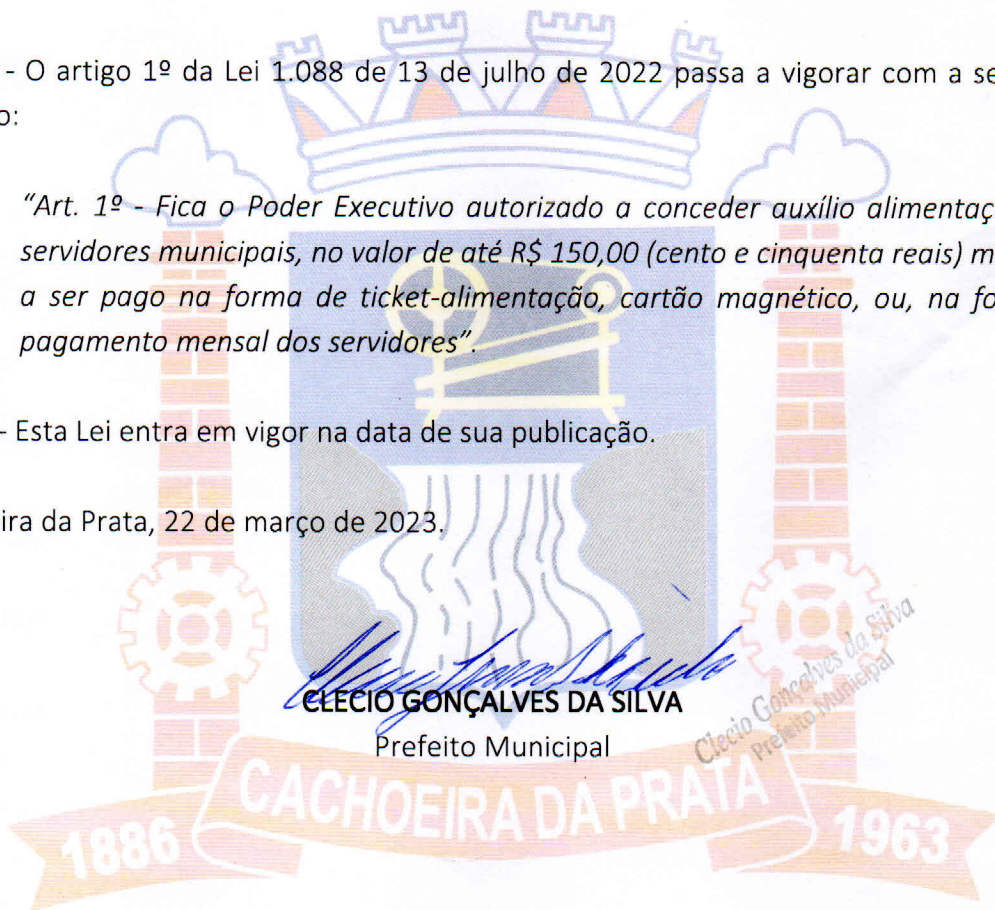 - O artigo 1º da Lei 1.088 de 13 de julho de 2022 passa a vigorar com a se
o:
"Art. 1º - Fica o Poder Executivo autorizado a conceder auxílio alimentaç
servidores municipais, no valor de até R$ 150,00 (cento e cinquenta reais) m
a ser pago na forma de ticket-alimentação, cartão magnético, ou, na fo
pagamento mensal dos servidores".
- Esta Lei entra em vigor na data de sua publicação.
ira da Prata, 22 de março de 2023.
CLECIO GONÇALVES DA SILVA
Prefeito Municipal
Clecio Gonçalves da Silva
Prefeito Municipal
CACHOEIRA DA PRATA
1886
1963